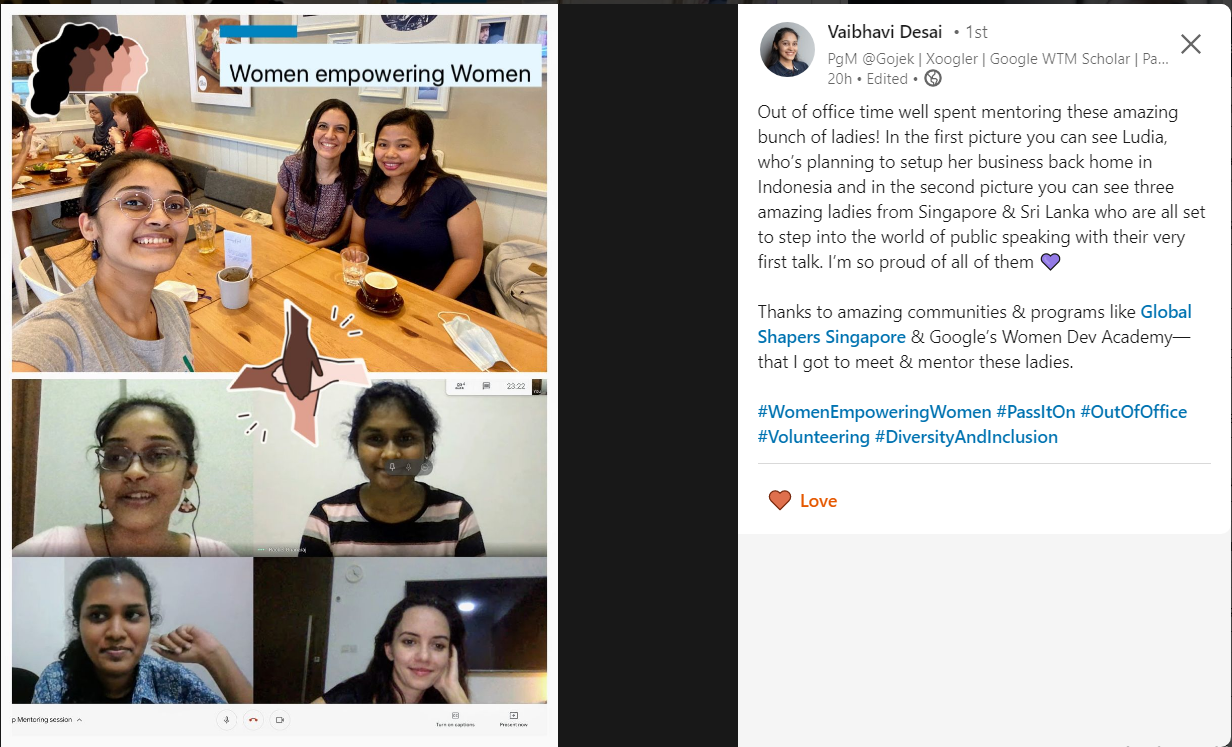 Women empowering Women
23:22
You
p Mentoring session
Turn on captions
Present now
Vaibhavi Desai • 1st
PgM @Gojek | Xoogler | Google WTM Scholar | Pa...
20h • Edited •
Out of office time well spent mentoring these amazing
bunch of ladies! In the first picture you can see Ludia,
who's planning to setup her business back home in
Indonesia and in the second picture you can see three
amazing ladies from Singapore & Sri Lanka who are all set
to step into the world of public speaking with their very
first talk. I'm so proud of all of them 💜
Thanks to amazing communities & programs like Global
Shapers Singapore & Google's Women Dev Academy—
that I got to meet & mentor these ladies.
#WomenEmpoweringWomen #PassItOn #OutOfOffice
#Volunteering #DiversityAndInclusion
Love